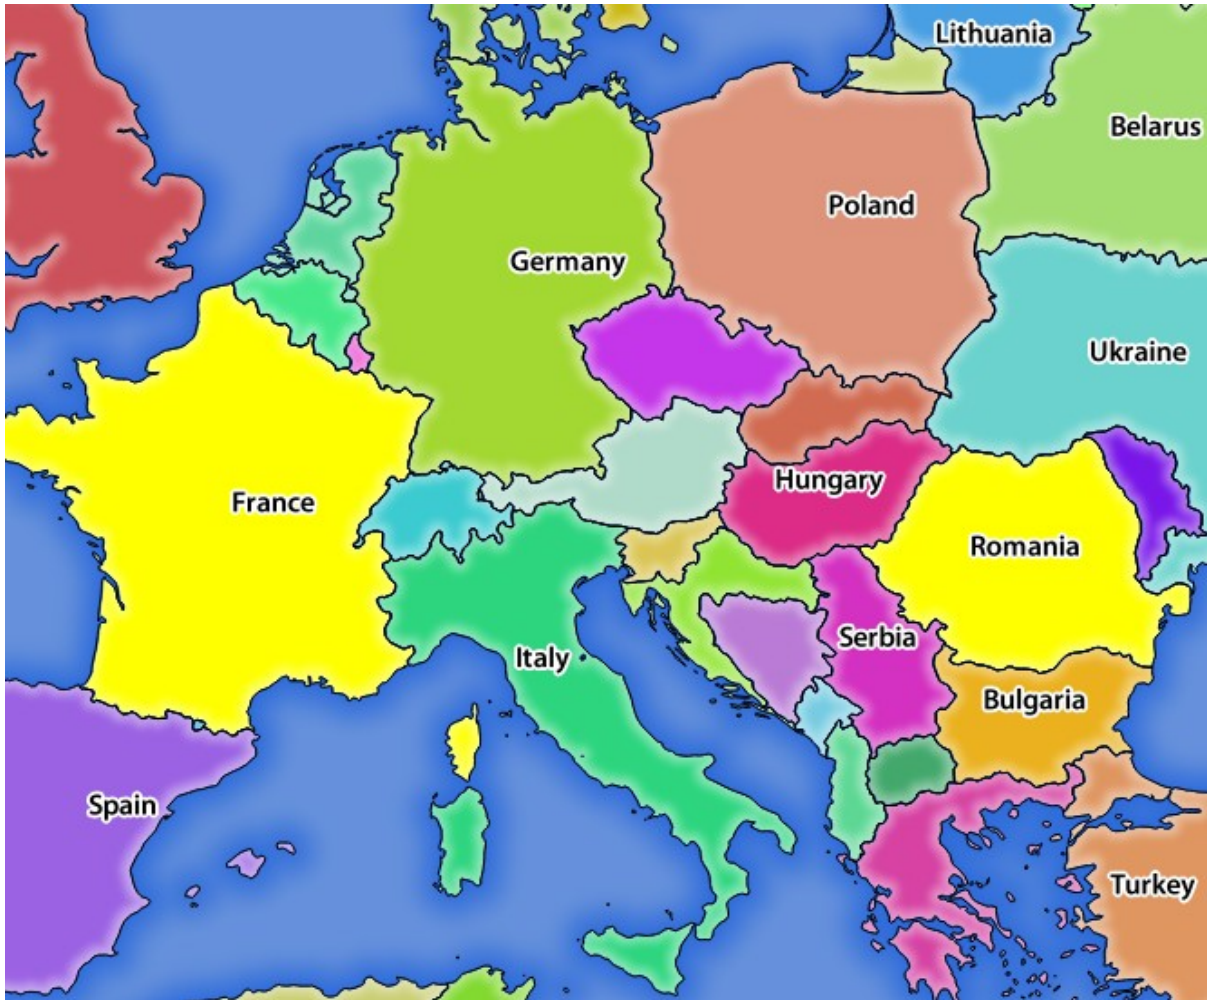 Lithuania
Belarus
Poland
Germany
Ukraine
Hungary
France
Romania
Serbia
Italy
Bulgaria
Spain
Turkey